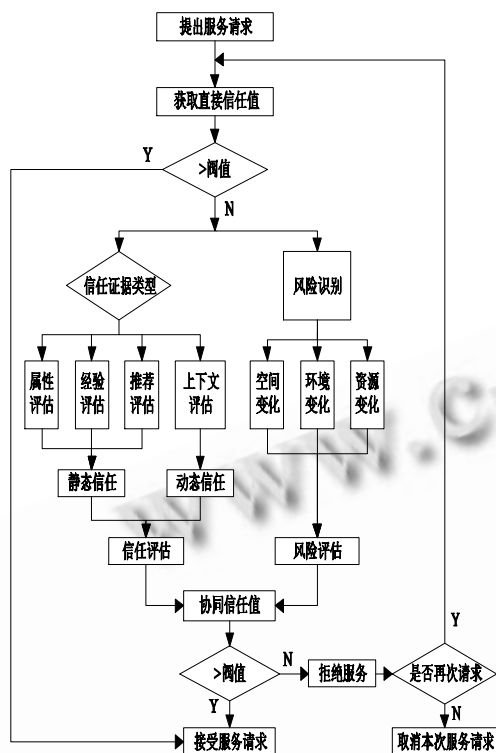 提出服务请求
获取直接信任值
Y
>阀值
N
信任证据类型
风险识别
属性
评估
经验
评估
推荐
评估
上下文
评估
空间
变化
环境
变化
资源
变化
静态信任
动态信任
信任评估
风险评估
协同信任值
Y
>阀值
N
拒绝服务
是否再次请求
Y
N
接受服务请求
取消本次服务请求
www.c